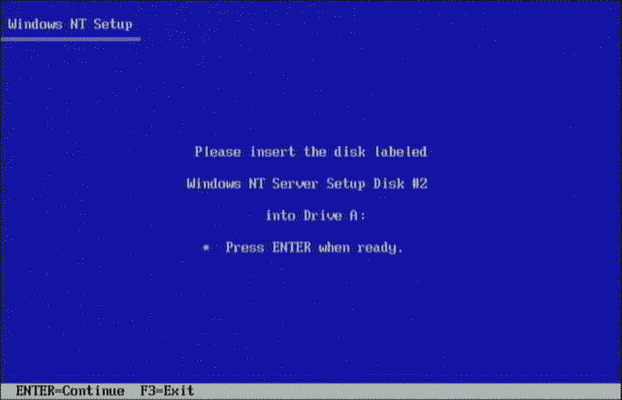 Windows NT Setup
Please insert the disk labeled
Windows NT Server Setup Disk #2
into Drive A:
* Press ENTER when ready.
ENTER=Continue F3=Exit